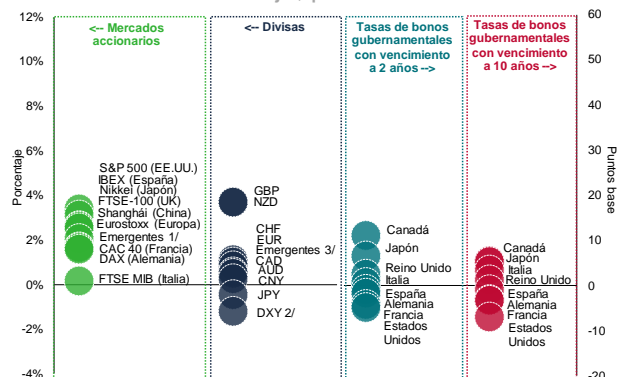 12%
10%
8%
6%
4%
2%
0%
-2%
-4%
Porcentaje
<-- Mercados
accionarios
S&P 500 (EE.UU.)
IBEX (España)
Nikkei (Japón)
FTSE-100 (UK)
Shanghái (China)
Eurostoxx (Europa)
Emergentes 1/
CAC 40 (Francia)
DAX (Alemania)
FTSE MIB (Italia)
<-- Divisas
GBP
NZD
CHF
EUR
Emergentes 3/
CAD
AUD
CNY
JPY
DXY 2/
Tasas de bonos
gubernamentales
con vencimiento
a 2 años -->
Canadá
Japón
Reino Unido
Italia
España
Alemania
Francia
Estados
Unidos
Tasas de bonos
gubernamentales
con vencimiento
a 10 años -->
Canadá
Japón
Italia
Reino Unido
España
Alemania
Francia
Estados
Unidos
60
50
40
30
20
10
0
-10
-20
Puntos base